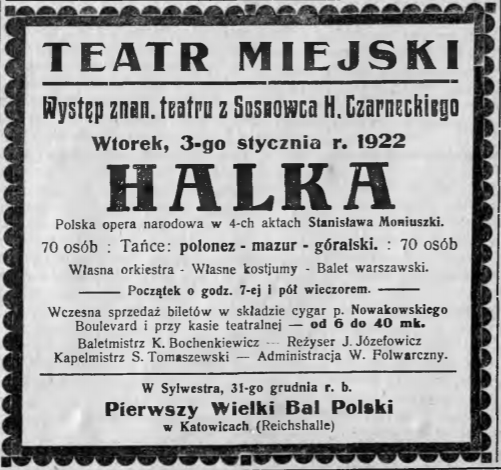 TEATR MIEJSKI
Występ znan. teatru z Sosnowca H. Czarneckiego
Wtorek, 3-go stycznia r. 1922
HALKA
Polska opera narodowa w 4-ch aktach Stanisława Moniuszki.
70 osób : Tańce: polonez - mazur - góralski. : 70 osób
Własna orkiestra - Własne kostjumy - Balet warszawski.
Początek o godz. 7-ej i pół wieczorem.
Wczesna sprzedaż biletów w składzie cygar p. Nowakowskiego
Boulevard i przy kasie teatralnej — od 6 do 40 mk.
Baletmistrz K. Bochenkiewicz — Reżyser J. Józefowicz
Kapelmistrz S. Tomaszewski — Administracja W. Folwarczny.
W Sylwestra, 31-go grudnia r. b.
Pierwszy Wielki Bal Polski
w Katowicach (Reichshalle)